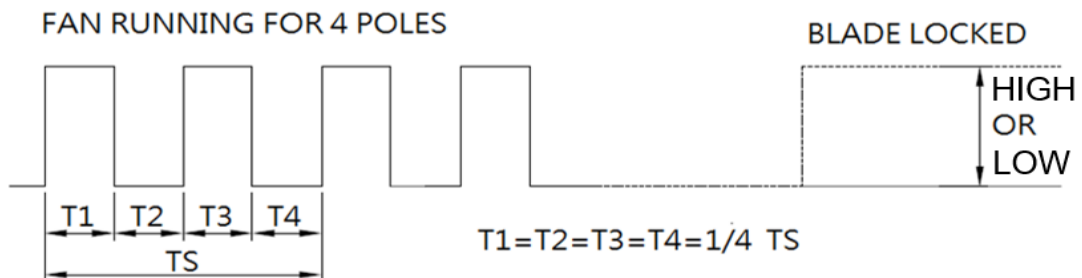 FAN RUNNING FOR 4 POLES
BLADE LOCKED
HIGH
OR
LOW
T1 T2 T3 T4
TS
T1=T2=T3=T4=1/4 TS